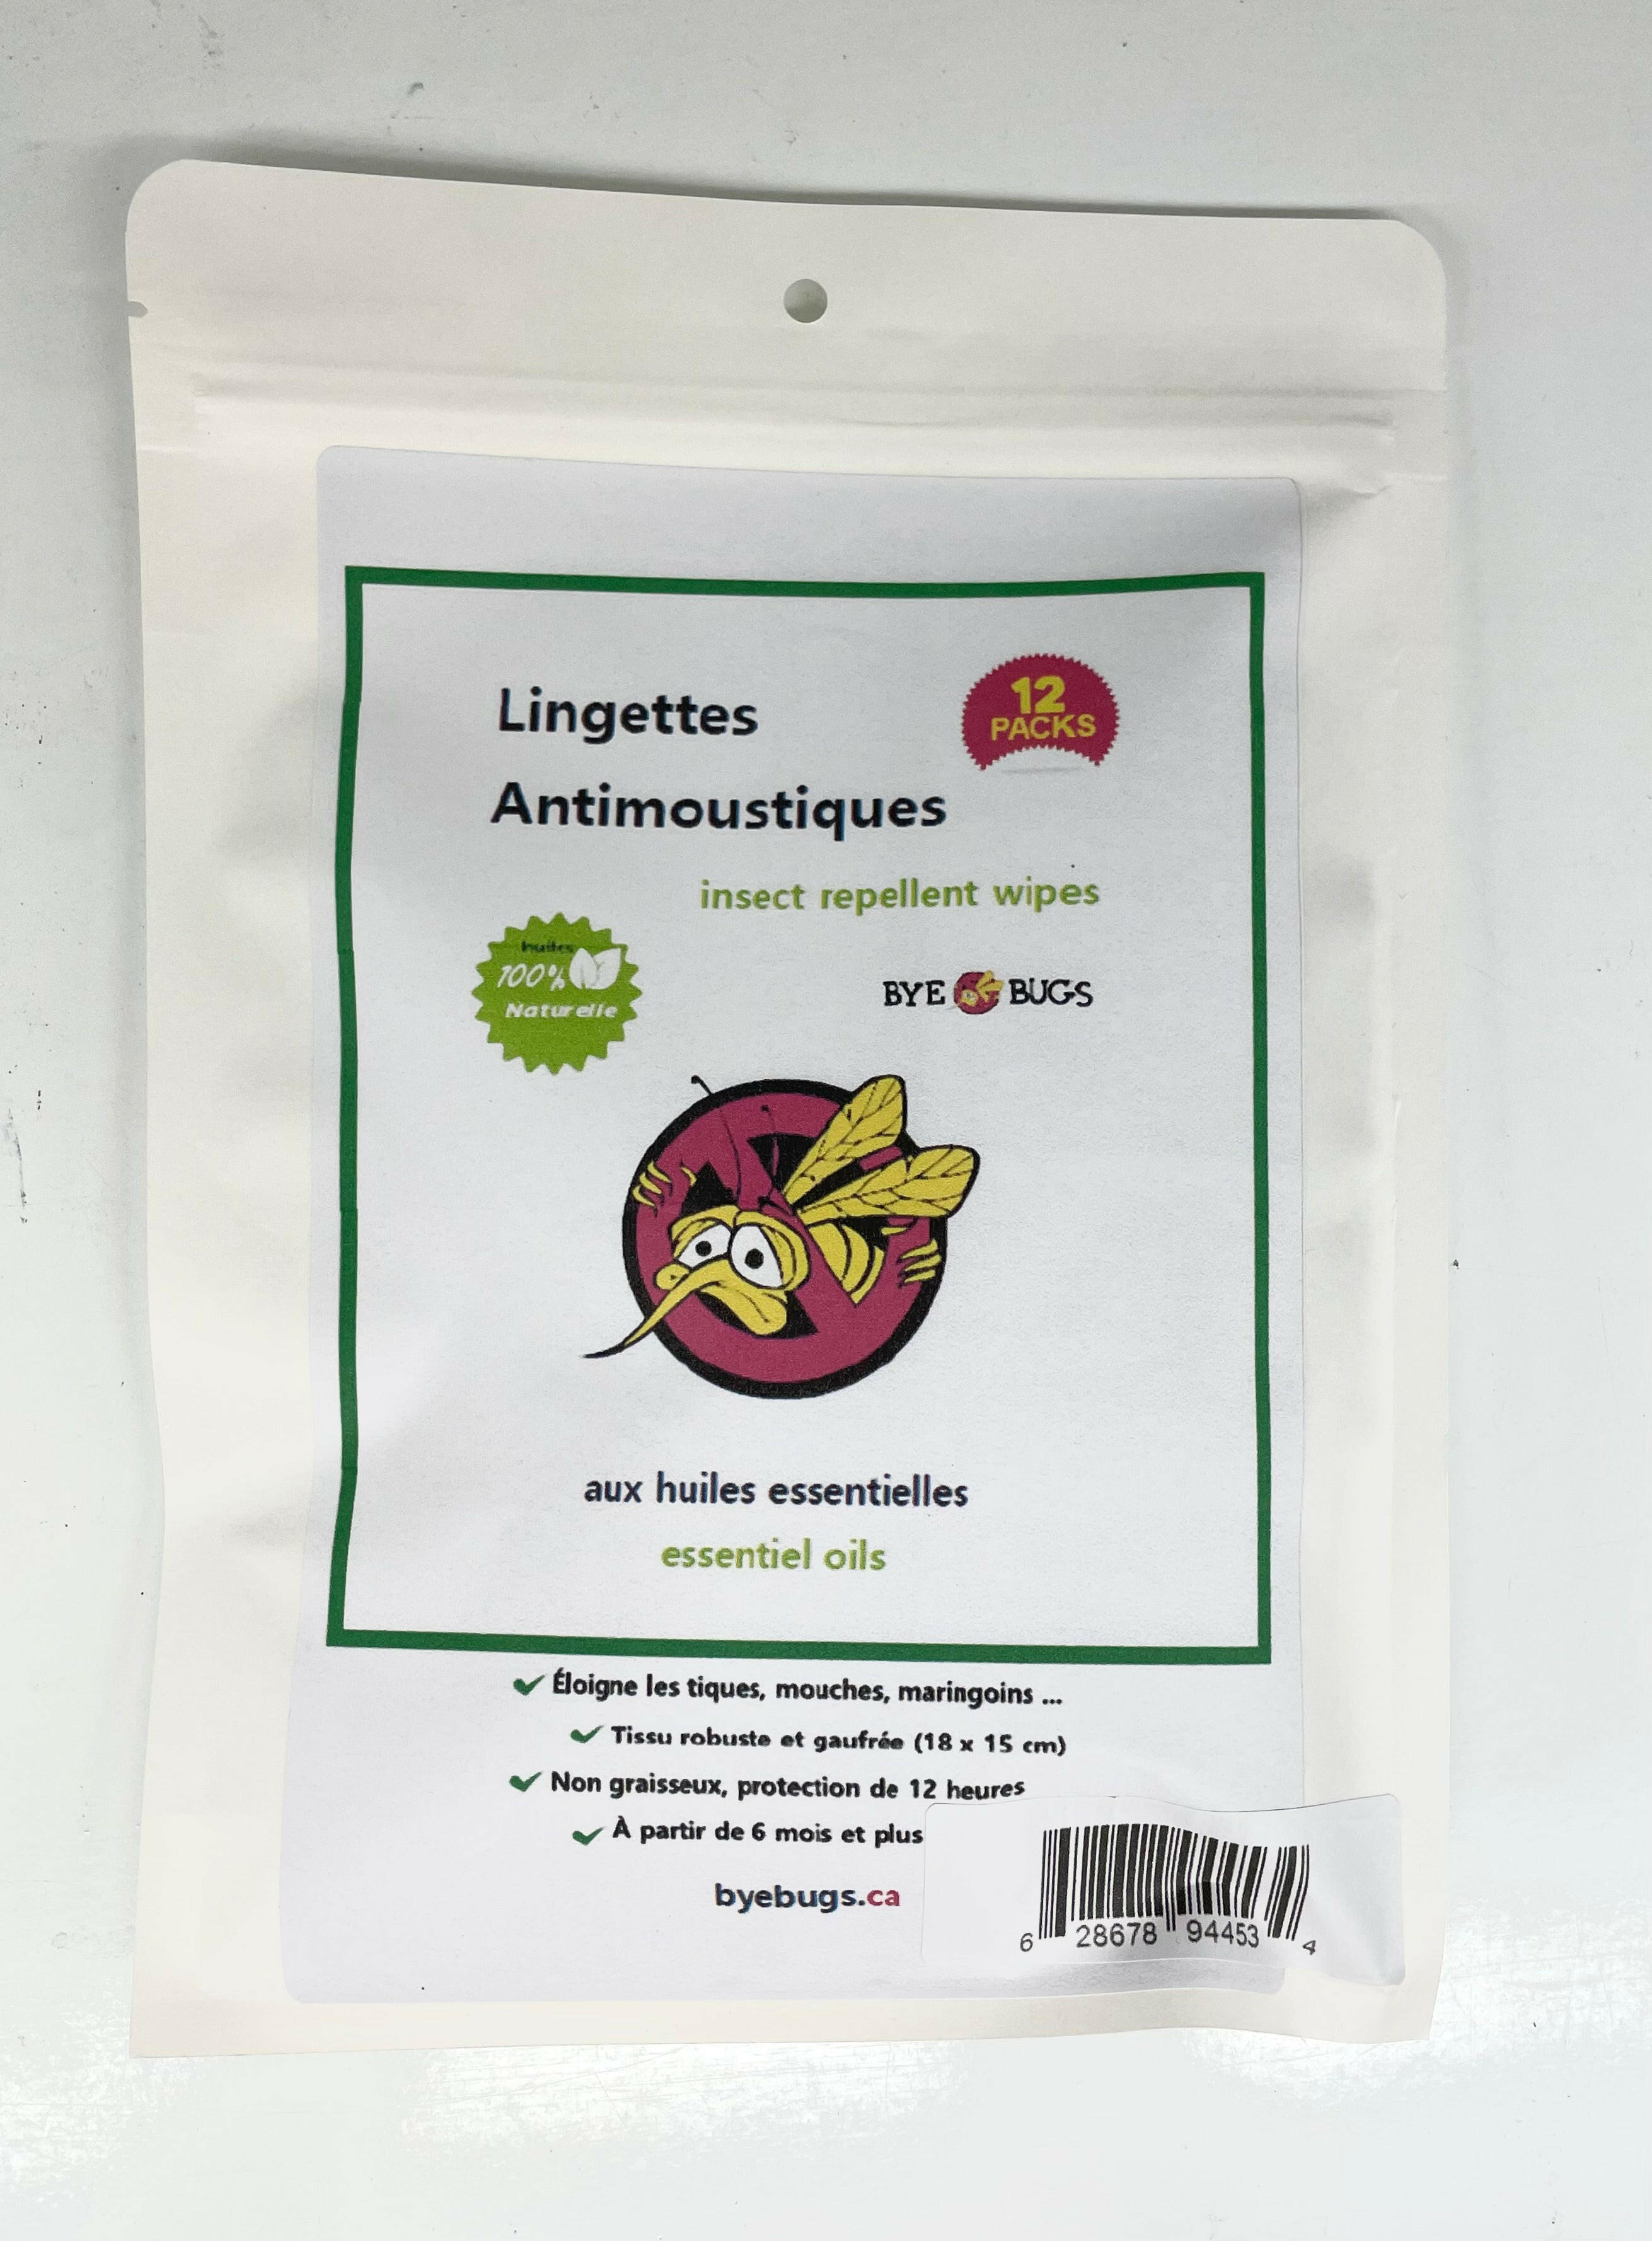 Lingettes
12
PACKS
Antimoustiques
insect repellent wipes
huiles
100%
Naturelle
BYE BUGS
aux huiles essentielles
essentiel oils
Éloigne les tiques, mouches, maringoins ...
Tissu robuste et gaufrée (18 x 15 cm)
Non graisseux, protection de 12 heures
À partir de 6 mois et plus
byebugs.ca
6 28678 94453 4